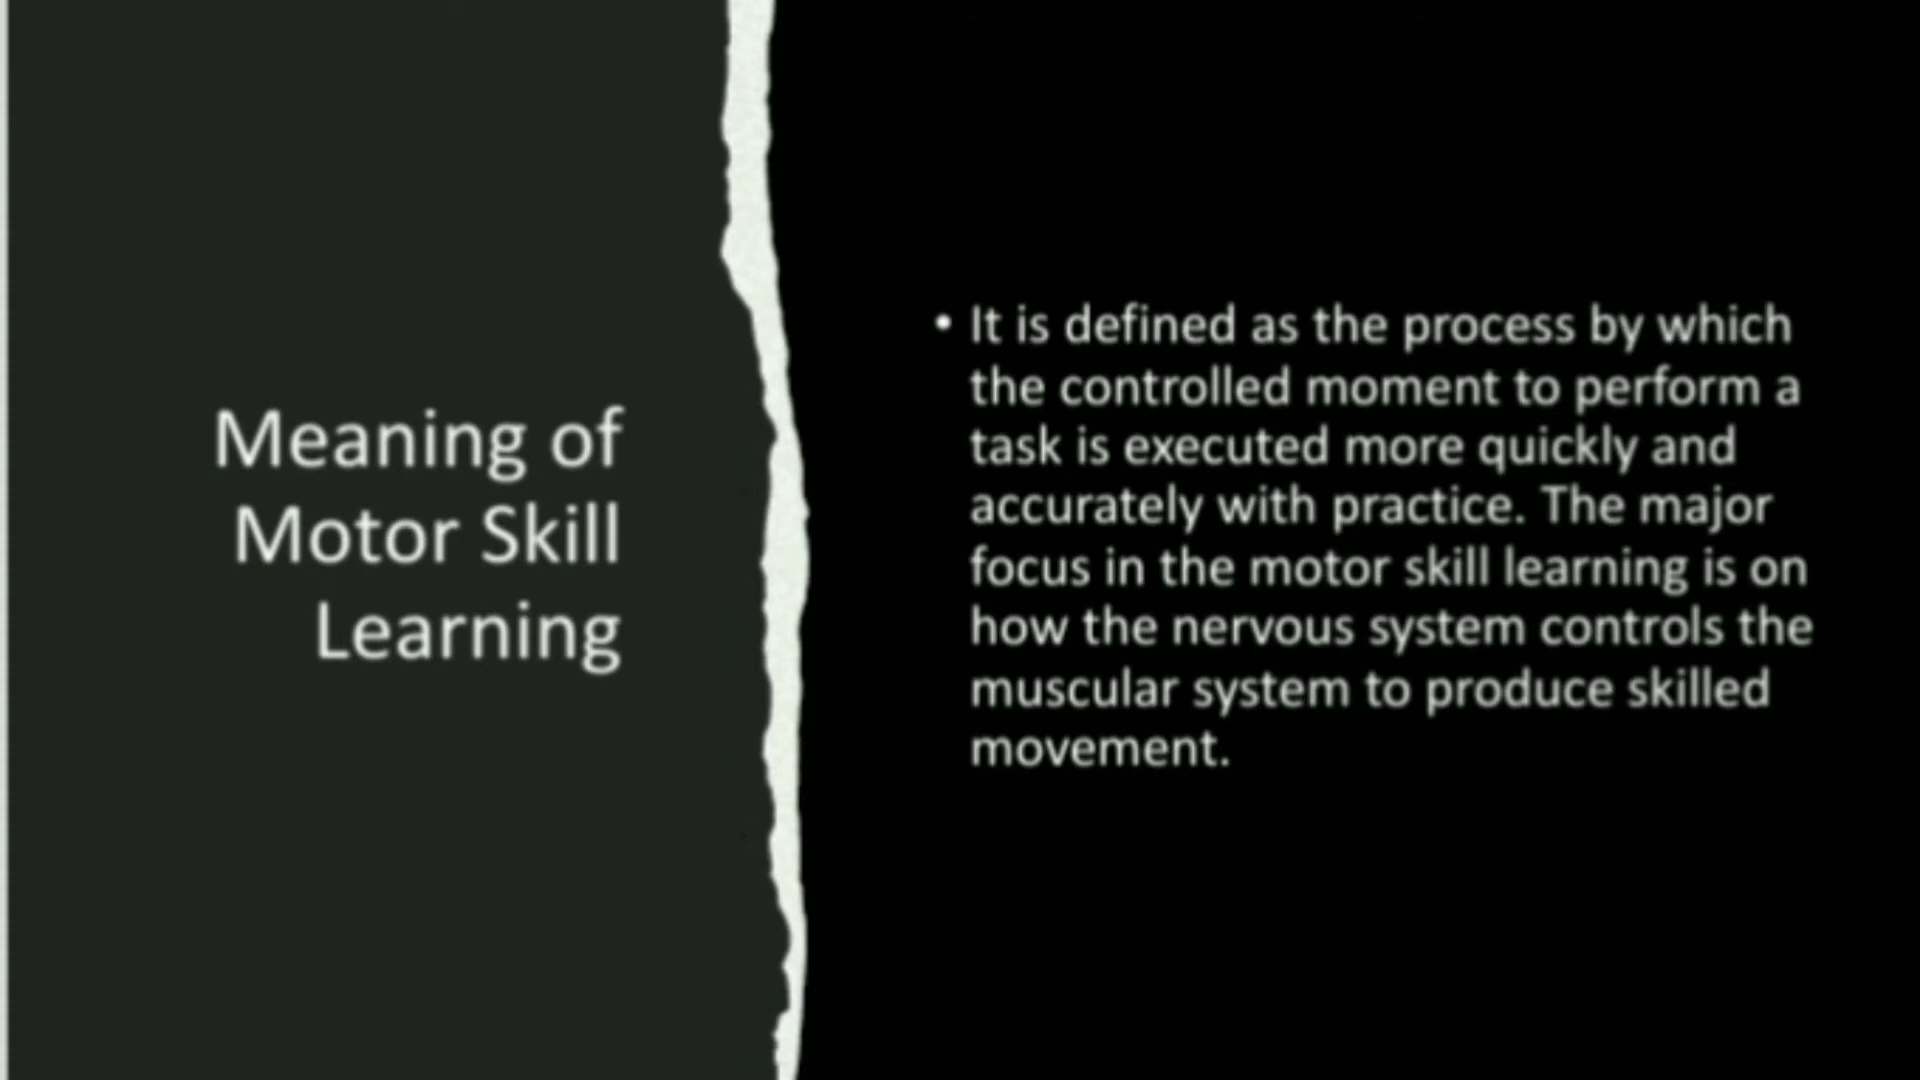 Meaning of
Motor Skill
Learning
• It is defined as the process by which
the controlled moment to perform a
task is executed more quickly and
accurately with practice. The major
focus in the motor skill learning is on
how the nervous system controls the
muscular system to produce skilled
movement.